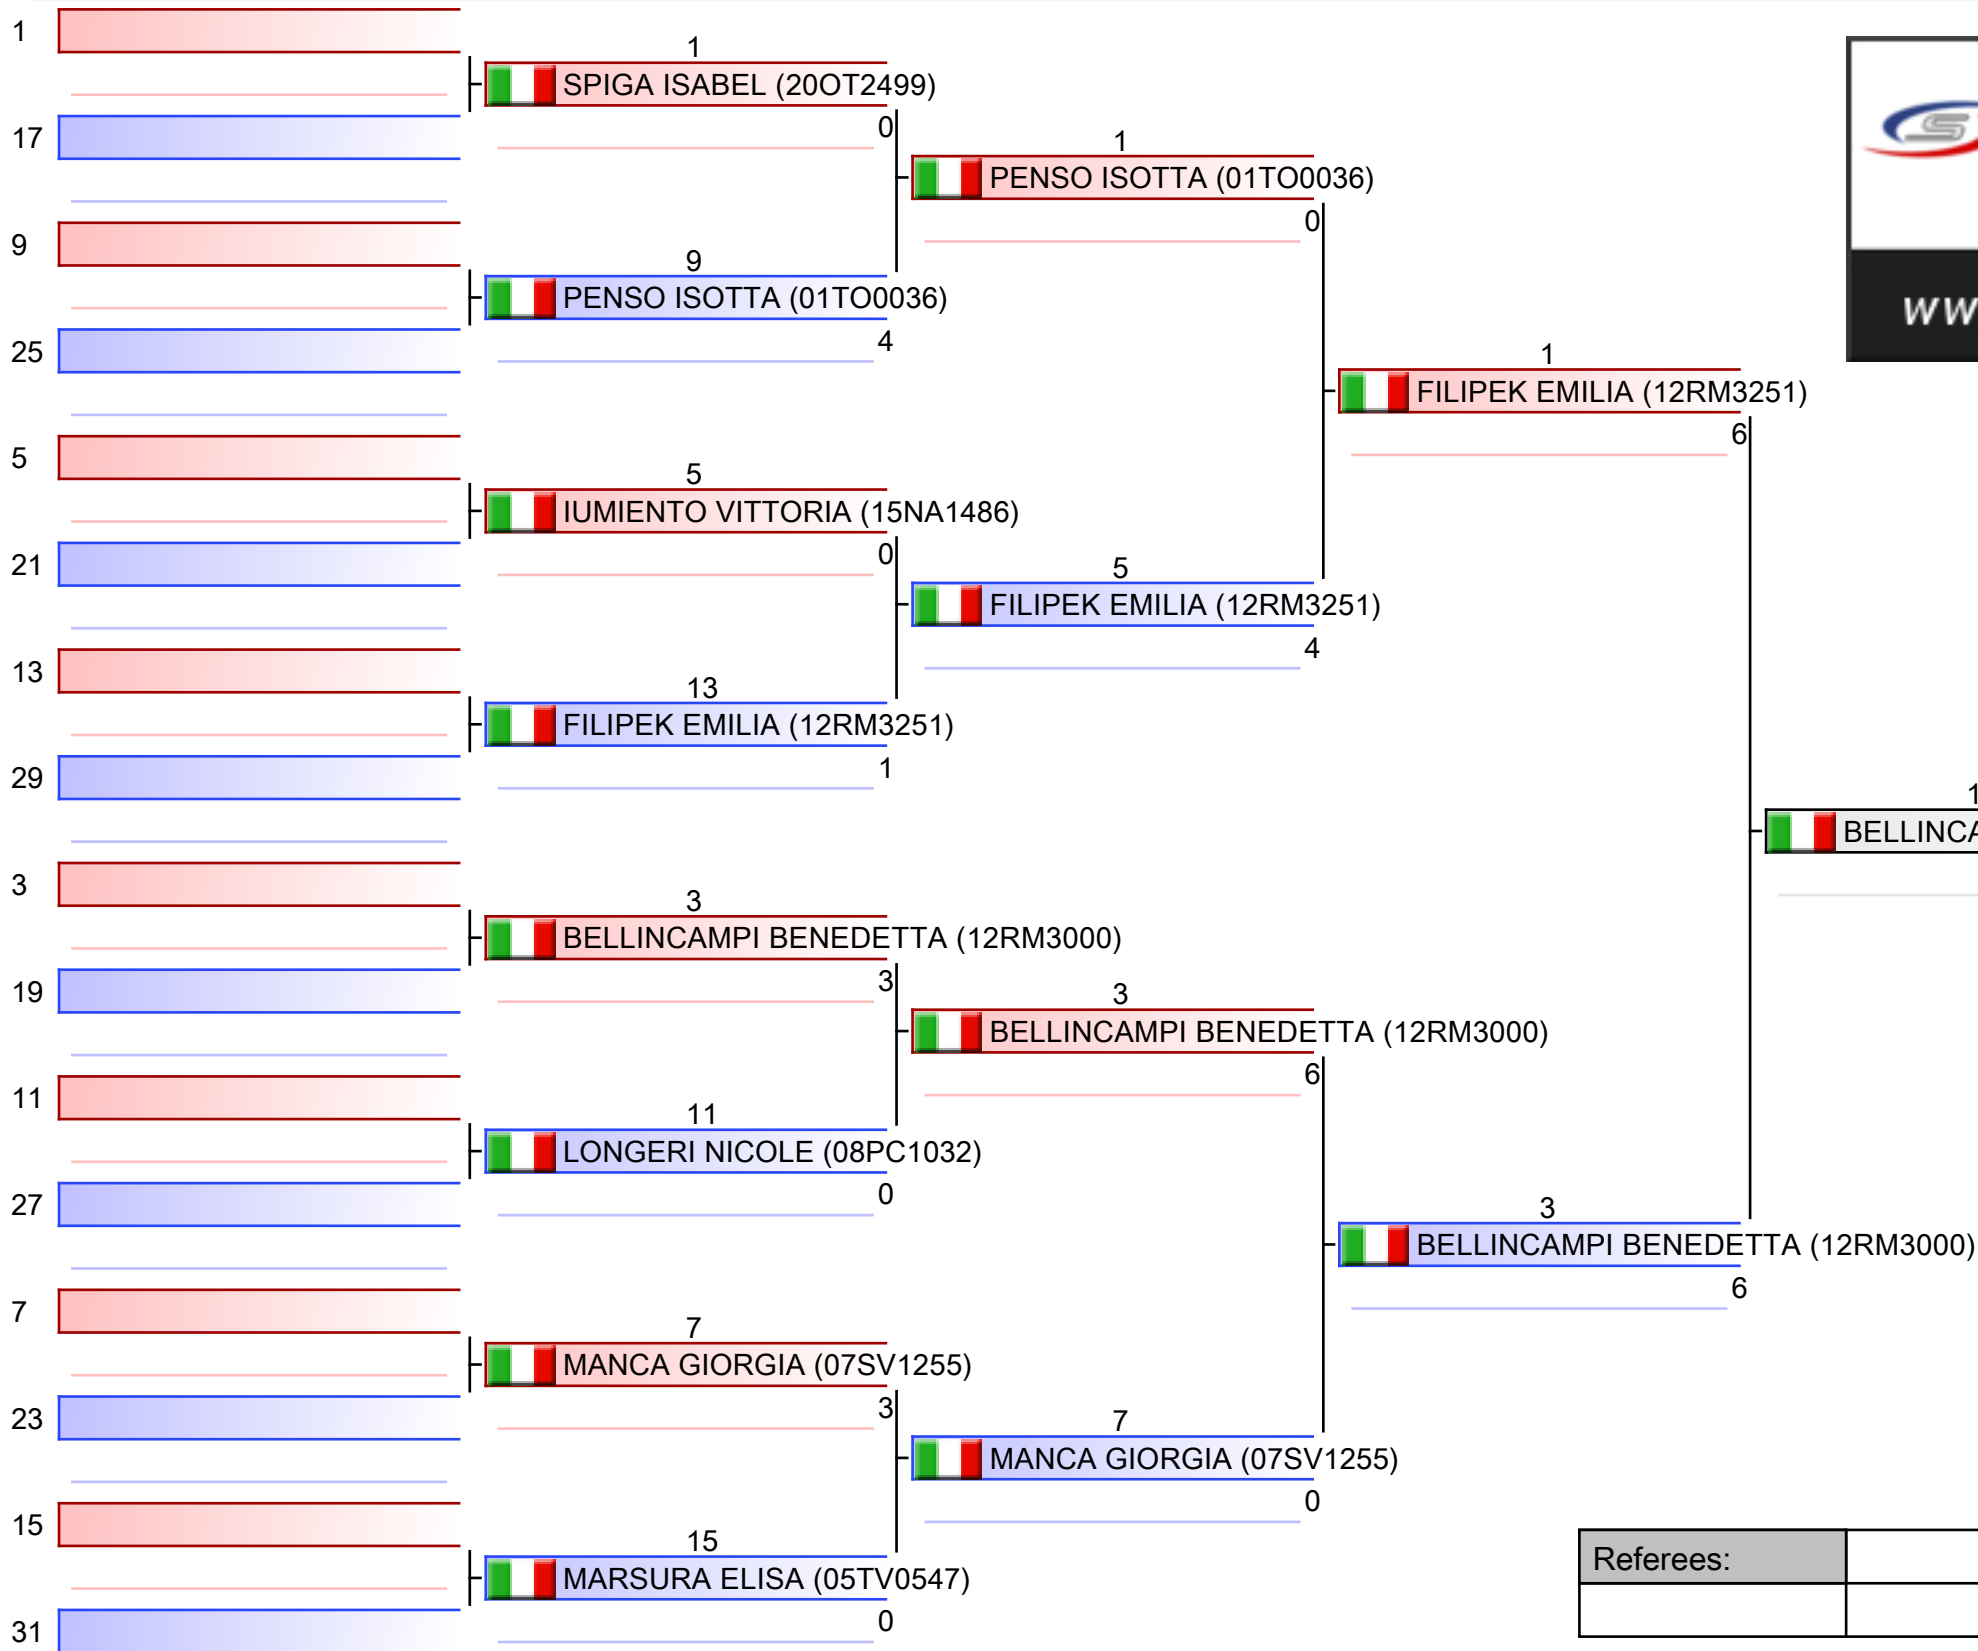 1
1
SPIGA ISABEL (20OT2499)
0
17
1
PENSO ISOTTA (01TO0036)
0
9
9
PENSO ISOTTA (01TO0036)
4
25
1
FILIPEK EMILIA (12RM3251)
6
5
5
IUMIENTO VITTORIA (15NA1486)
0
21
5
FILIPEK EMILIA (12RM3251)
4
13
13
FILIPEK EMILIA (12RM3251)
1
29
1
BELLINCA
3
3
BELLINCAMPI BENEDETTA (12RM3000)
3
19
3
BELLINCAMPI BENEDETTA (12RM3000)
6
11
11
LONGERI NICOLE (08PC1032)
0
27
3
BELLINCAMPI BENEDETTA (12RM3000)
6
7
7
MANCA GIORGIA (07SV1255)
3
23
7
MANCA GIORGIA (07SV1255)
0
15
15
MARSURA ELISA (05TV0547)
0
31
Referees: